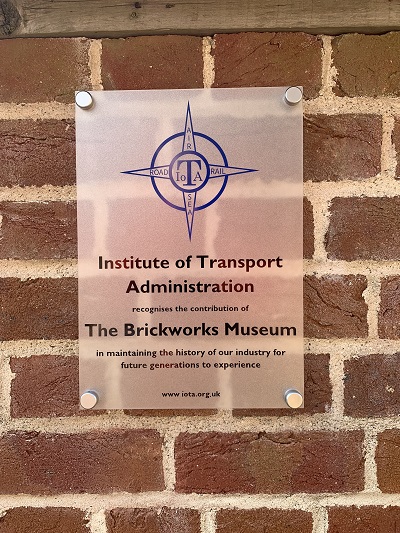 AIR
ROAD IoTA RAIL
SEA
Institute of Transport
Administration
recognises the contribution of
The Brickworks Museum
in maintaining the history of our industry for
future generations to experience
www.iota.org.uk